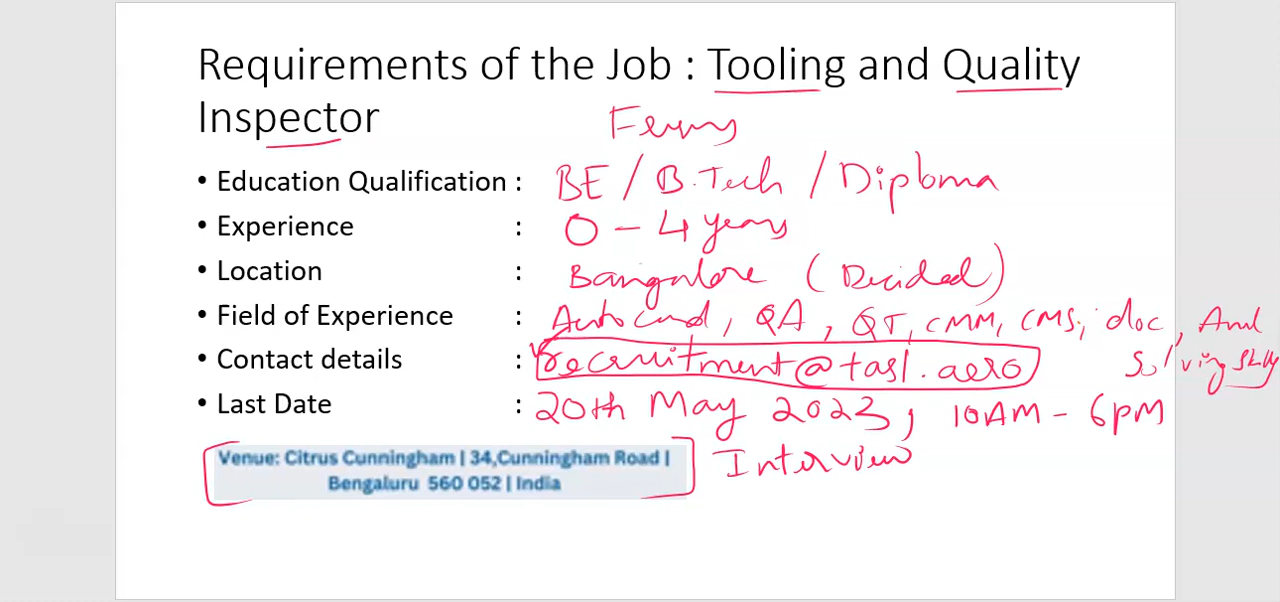 Requirements of the Job : Tooling and Quality
Inspector
• Education Qualification : BE / B.Tech / Diploma
• Experience : 0 - 4 years
• Location : Bangalore (Decided)
• Field of Experience : AutoCad, QA, QT, CMM, CMS, doc, And
Solving Skills
• Contact details : recruitment@tasl.aero
• Last Date : 20th May 2023, 10AM - 6pm
Interview
Venue: Citrus Cunningham | 34,Cunningham Road |
Bengaluru 560 052 | India